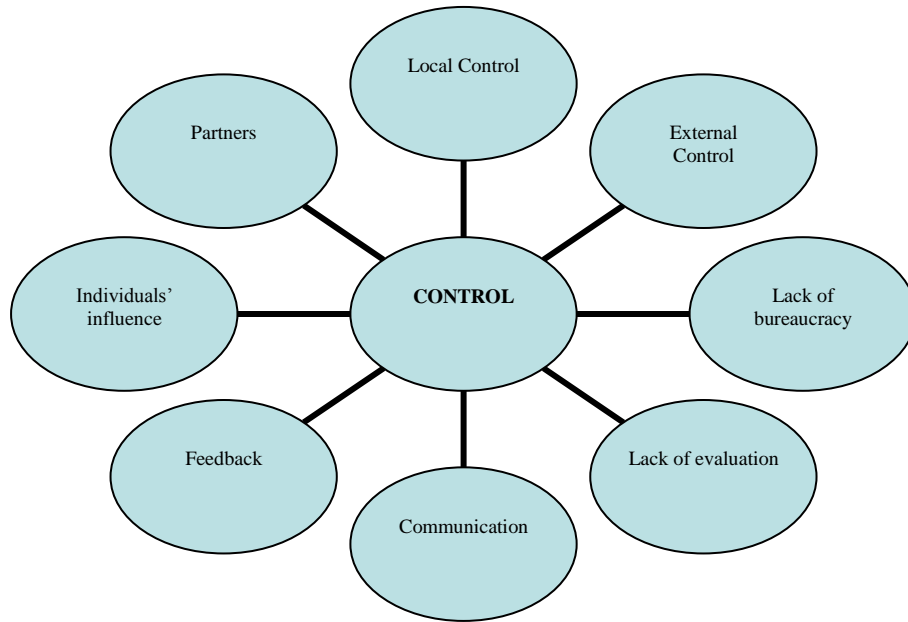 Local Control
Partners
External
Control
Individuals’
influence
CONTROL
Lack of
bureaucracy
Feedback
Lack of evaluation
Communication